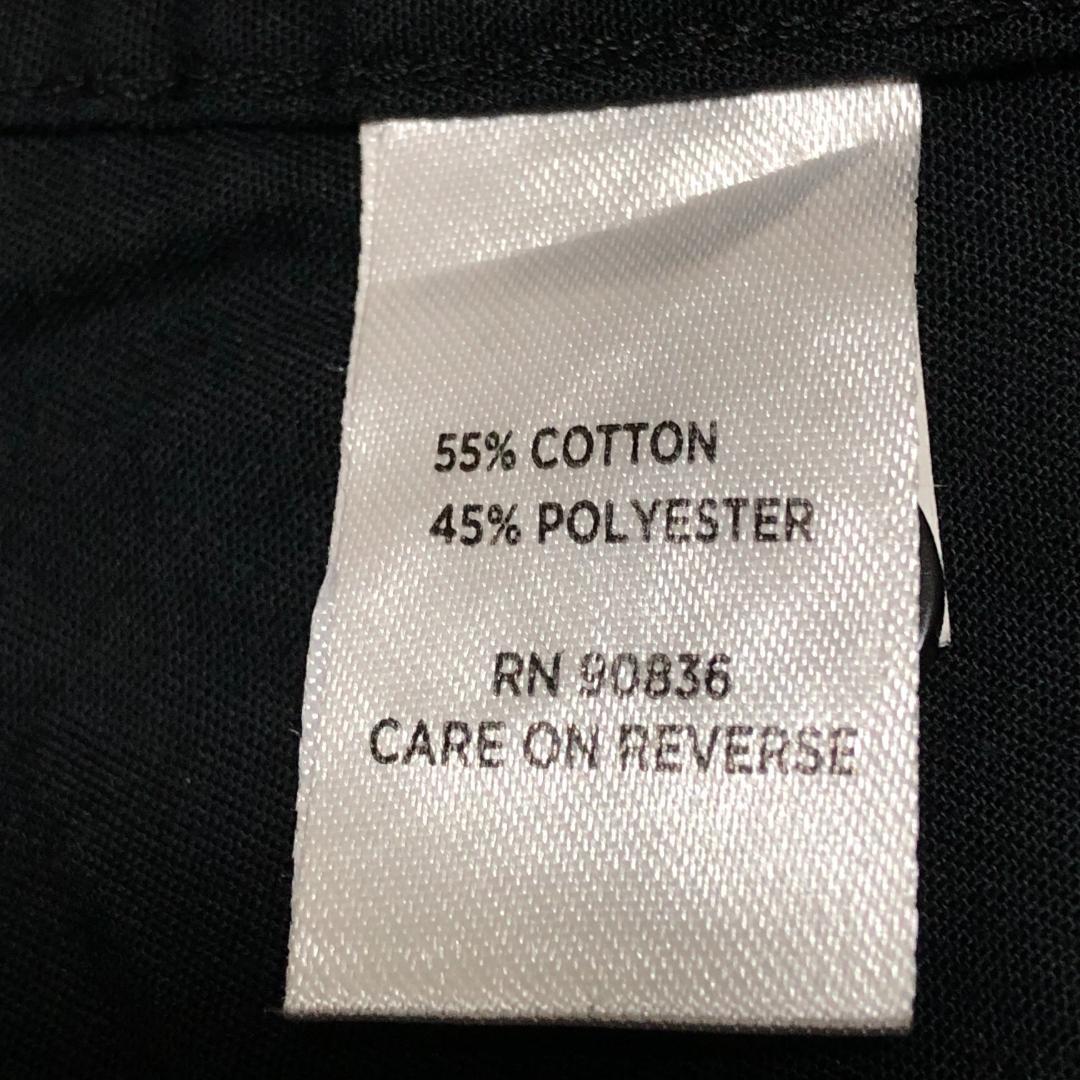 55% COTTON
45% POLYESTER
RN 90836
CARE ON REVERSE